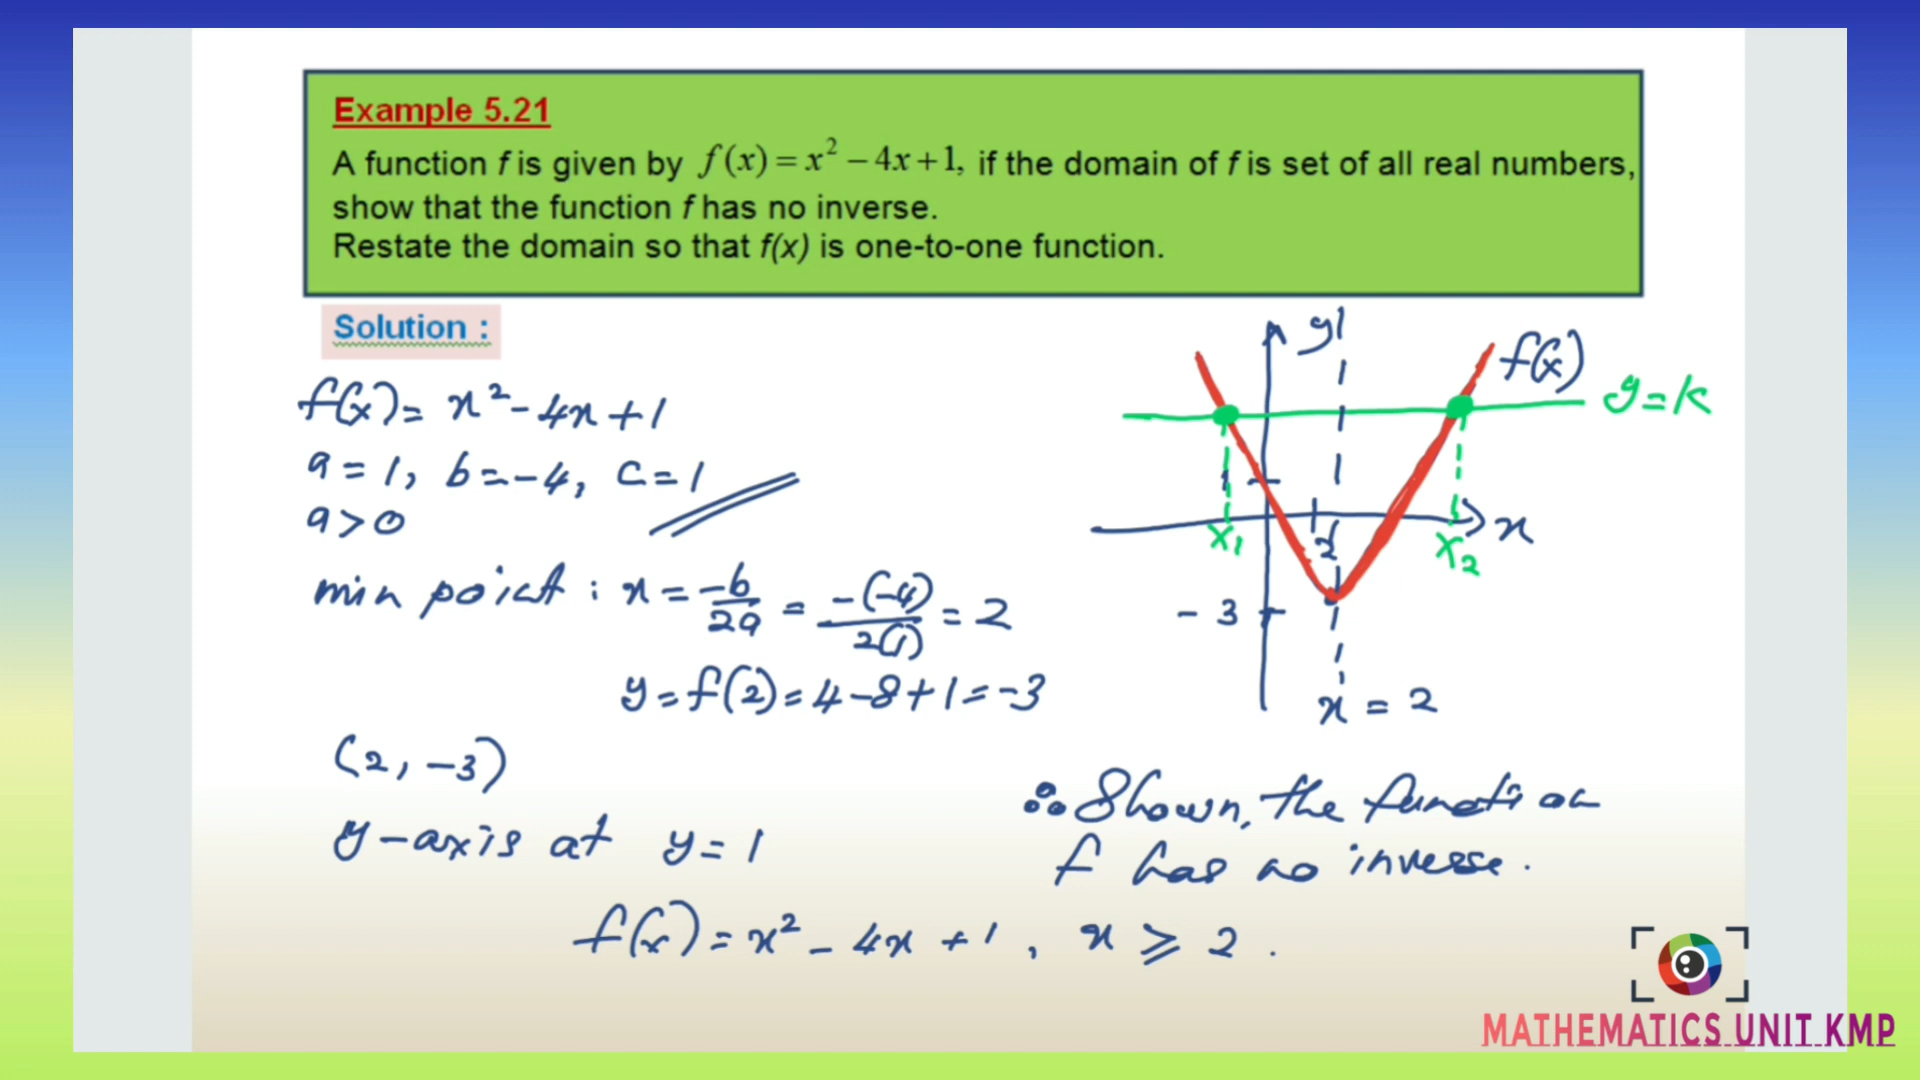 Example 5.21
A function f is given by f(x) = x² − 4x + 1, if the domain of f is set of all real numbers,
show that the function f has no inverse.
Restate the domain so that f(x) is one-to-one function.
Solution :
f(x) = x² - 4x + 1
a = 1, b = -4, c = 1
a > 0
min point : x = -b/2a = -(-4)/2(1) = 2
y = f(2) = 4 - 8 + 1 = -3
(2, -3)
y-axis at y = 1
y
f(x)
y = k
1
x₁
2
x₂
x
- 3
x = 2
∴ Shown, the function
f has no inverse.
f(x) = x² - 4x + 1, x ⩾ 2.
MATHEMATICS UNIT KMP